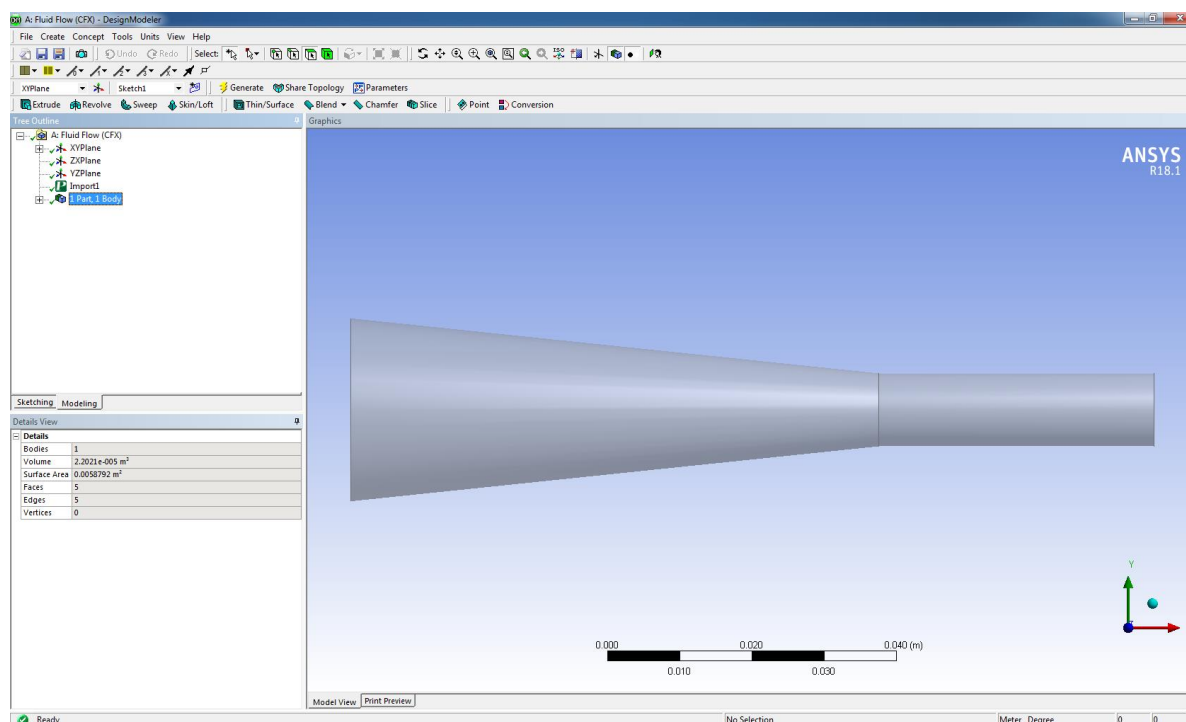 A: Fluid Flow (CFX) - DesignModeler
File Create Concept Tools Units View Help
Undo Redo Select:
XYPlane Sketch1 Generate Share Topology Parameters
Extrude Revolve Sweep Skin/Loft Thin/Surface Blend Chamfer Slice Point Conversion
Tree Outline
A: Fluid Flow (CFX)
XYPlane
ZXPlane
YZPlane
Import1
1 Part, 1 Body
Sketching Modeling
Details View
Details
Bodies 1
Volume 2.2021e-005 m³
Surface Area 0.0058792 m²
Faces 5
Edges 5
Vertices 0
Graphics
ANSYS
R18.1
Y
0.000 0.020 0.040 (m)
0.010 0.030
Model View Print Preview
Ready No Selection Meter Degree 0 0